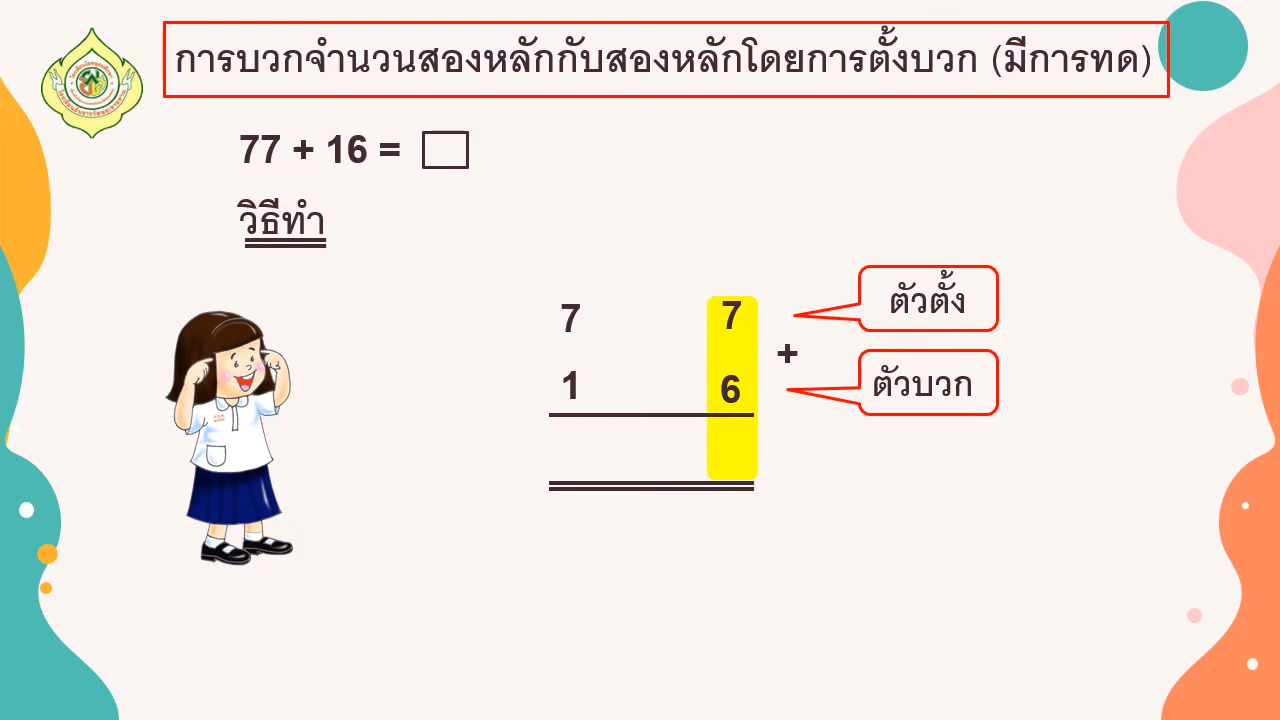 การบวกจำนวนสองหลักกับสองหลักโดยการตั้งบวก (มีการทด)
77 + 16 =
วิธีทำ
7 7
ตัวตั้ง
+
1 6
ตัวบวก